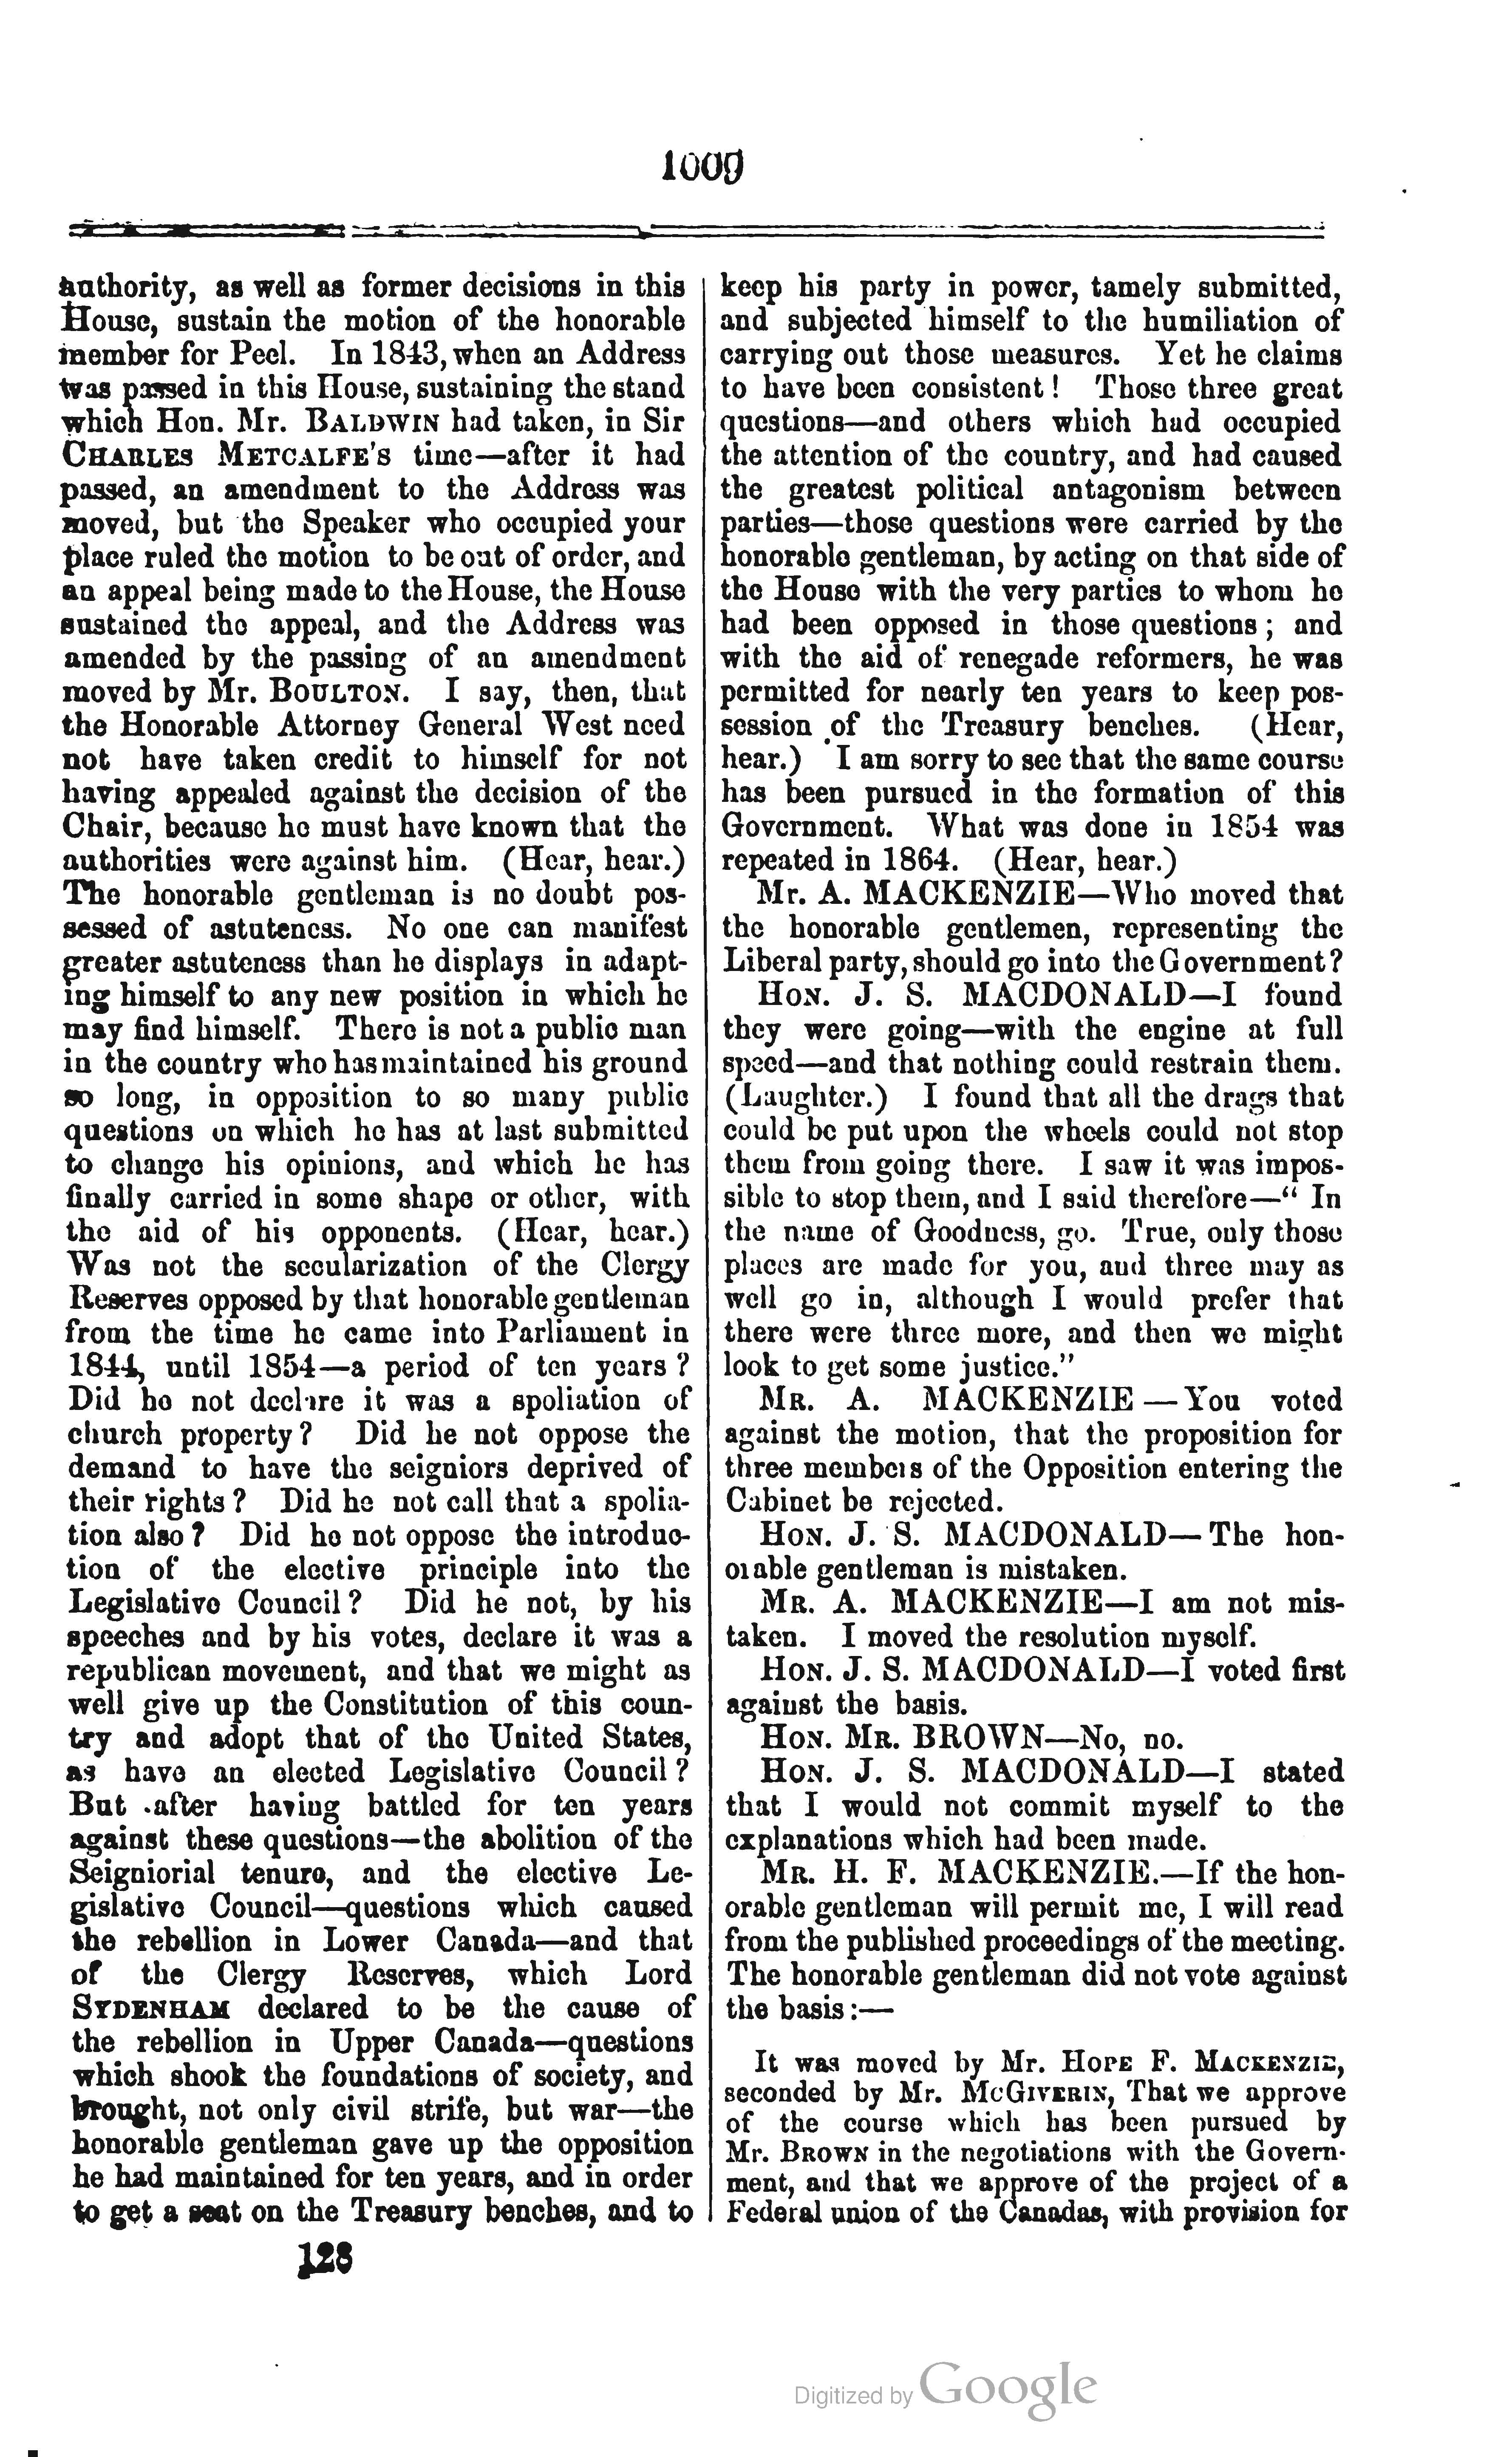 1009
authority, as well as former decisions in this
House, sustain the motion of the honorable
member for Peel. In 1843, when an Address
was passed in this House, sustaining the stand
which Hon. Mr. BALDWIN had taken, in Sir
CHARLES METCALFE'S time—after it had
passed, an amendment to the Address was
moved, but the Speaker who occupied your
place ruled the motion to be out of order, and
an appeal being made to the House, the House
sustained the appeal, and the Address was
amended by the passing of an amendment
moved by Mr. BOULTON. I say, then, that
the Honorable Attorney General West need
not have taken credit to himself for not
having appealed against the decision of the
Chair, because he must have known that the
authorities were against him. (Hear, hear.)
The honorable gentleman is no doubt pos-
sessed of astuteness. No one can manifest
greater astuteness than he displays in adapt-
ing himself to any new position in which he
may find himself. There is not a public man
in the country who has maintained his ground
so long, in opposition to so many public
questions on which he has at last submitted
to change his opinions, and which he has
finally carried in some shape or other, with
the aid of his opponents. (Hear, hear.)
Was not the secularization of the Clergy
Reserves opposed by that honorable gentleman
from the time he came into Parliament in
1844, until 1854—a period of ten years?
Did he not declare it was a spoliation of
church property? Did he not oppose the
demand to have the seigniors deprived of
their rights? Did he not call that a spolia-
tion also? Did he not oppose the introduc-
tion of the elective principle into the
Legislative Council? Did he not, by his
speeches and by his votes, declare it was a
republican movement, and that we might as
well give up the Constitution of this coun-
try and adopt that of the United States,
as have an elected Legislative Council?
But after having battled for ten years
against these questions—the abolition of the
Seigniorial tenure, and the elective Le-
gislative Council—questions which caused
the rebellion in Lower Canada—and that
of the Clergy Reserves, which Lord
SYDENHAM declared to be the cause of
the rebellion in Upper Canada—questions
which shook the foundations of society, and
brought, not only civil strife, but war—the
honorable gentleman gave up the opposition
he had maintained for ten years, and in order
to get a seat on the Treasury benches, and to
128
keep his party in power, tamely submitted,
and subjected himself to the humiliation of
carrying out those measures. Yet he claims
to have been consistent! Those three great
questions—and others which had occupied
the attention of the country, and had caused
the greatest political antagonism between
parties—those questions were carried by the
honorable gentleman, by acting on that side of
the House with the very parties to whom he
had been opposed in those questions; and
with the aid of renegade reformers, he was
permitted for nearly ten years to keep pos-
session of the Treasury benches. (Hear,
hear.) I am sorry to see that the same course
has been pursued in the formation of this
Government. What was done in 1854 was
repeated in 1864. (Hear, hear.)
Mr. A. MACKENZIE—Who moved that
the honorable gentlemen, representing the
Liberal party, should go into the Government?
HON. J. S. MACDONALD—I found
they were going—with the engine at full
speed—and that nothing could restrain them.
(Laughter.) I found that all the drags that
could be put upon the wheels could not stop
them from going there. I saw it was impos-
sible to stop them, and I said therefore—"In
the name of Goodness, go. True, only those
places are made for you, and three may as
well go in, although I would prefer that
there were three more, and then we might
look to get some justice."
MR. A. MACKENZIE—You voted
against the motion, that the proposition for
three members of the Opposition entering the
Cabinet be rejected.
HON. J. S. MACDONALD—The hon-
orable gentleman is mistaken.
MR. A. MACKENZIE—I am not mis-
taken. I moved the resolution myself.
HON. J. S. MACDONALD—I voted first
against the basis.
HON. MR. BROWN—No, no.
HON. J. S. MACDONALD—I stated
that I would not commit myself to the
explanations which had been made.
MR. H. F. MACKENZIE.—If the hon-
orable gentleman will permit me, I will read
from the published proceedings of the meeting.
The honorable gentleman did not vote against
the basis:—
It was moved by Mr. HOPE F. MACKENZIE,
seconded by Mr. MCGIVERIN, That we approve
of the course which has been pursued by
Mr. BROWN in the negotiations with the Govern-
ment, and that we approve of the project of a
Federal union of the Canadas, with provision for
Digitized by Google